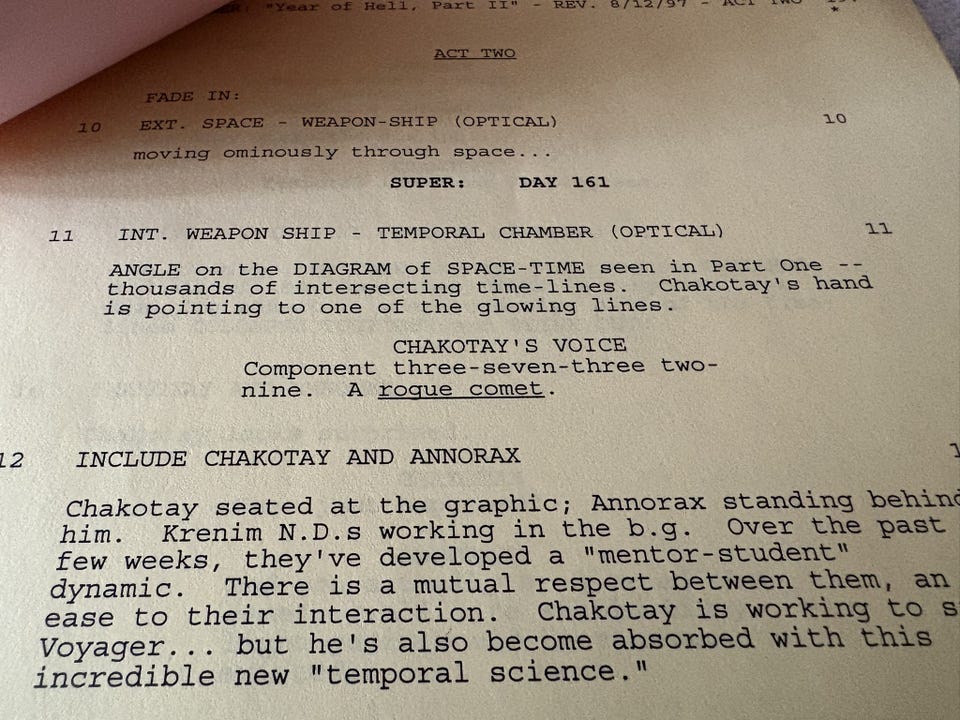 "Year of Hell, Part II" - REV. 8/12/97 - ACT TWO
*
ACT TWO
FADE IN:
10 EXT. SPACE - WEAPON-SHIP (OPTICAL) 10
moving ominously through space...
SUPER: DAY 161
11 INT. WEAPON SHIP - TEMPORAL CHAMBER (OPTICAL) 11
ANGLE on the DIAGRAM of SPACE-TIME seen in Part One --
thousands of intersecting time-lines. Chakotay's hand
is pointing to one of the glowing lines.
CHAKOTAY'S VOICE
Component three-seven-three two-
nine. A rogue comet.
12 INCLUDE CHAKOTAY AND ANNORAX
Chakotay seated at the graphic; Annorax standing behind
him. Krenim N.D.s working in the b.g. Over the past
few weeks, they've developed a "mentor-student"
dynamic. There is a mutual respect between them, an
ease to their interaction. Chakotay is working to
Voyager... but he's also become absorbed with this
incredible new "temporal science."